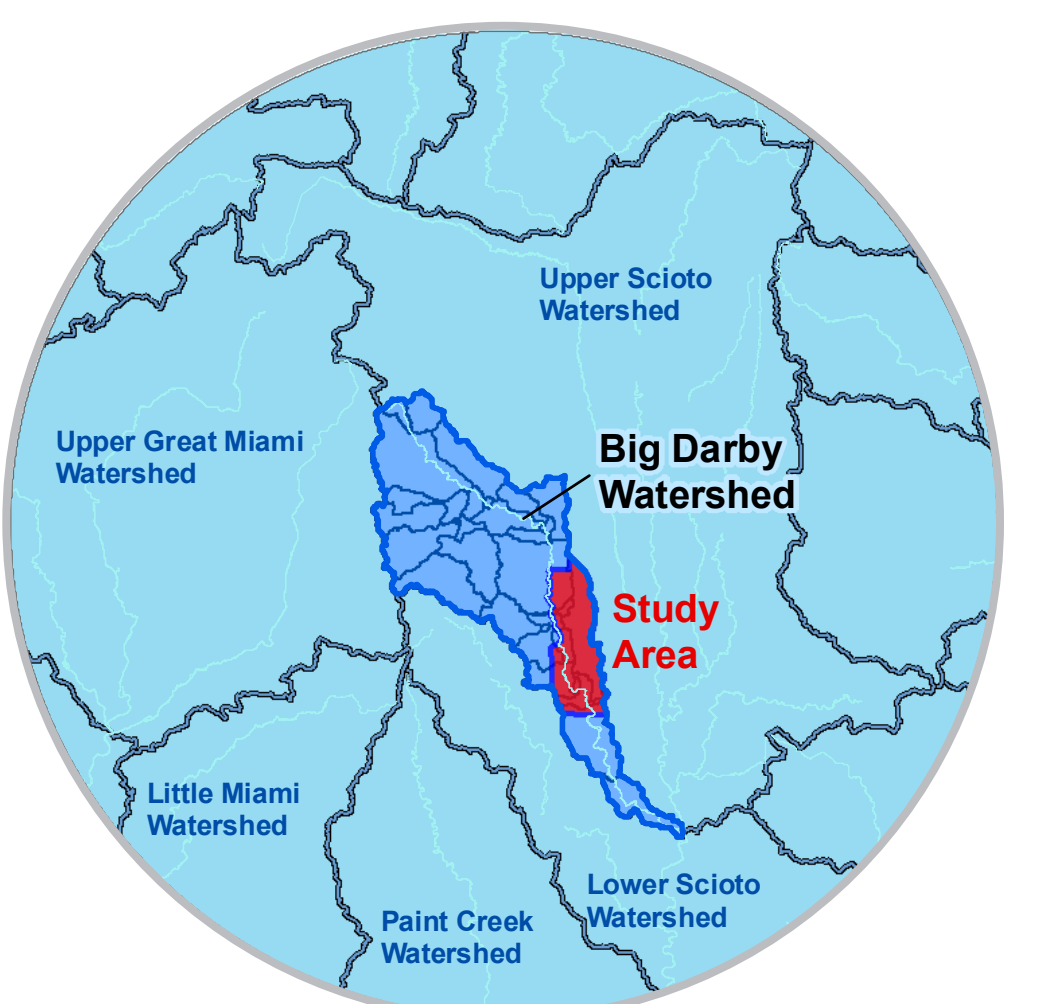 Upper Scioto
Watershed
Upper Great Miami
Watershed
Big Darby
Watershed
Study
Area
Little Miami
Watershed
Lower Scioto
Watershed
Paint Creek
Watershed